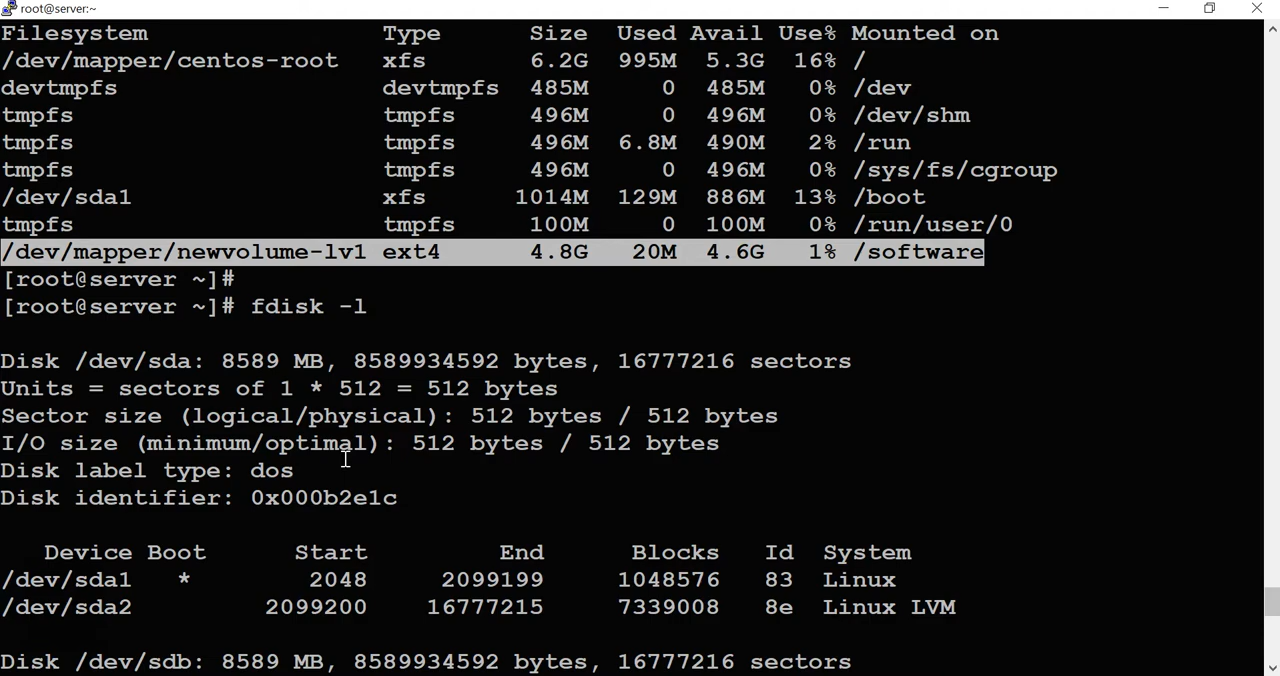 root@server:~
Filesystem Type Size Used Avail Use% Mounted on
/dev/mapper/centos-root xfs 6.2G 995M 5.3G 16% /
devtmpfs devtmpfs 485M 0 485M 0% /dev
tmpfs tmpfs 496M 0 496M 0% /dev/shm
tmpfs tmpfs 496M 6.8M 490M 2% /run
tmpfs tmpfs 496M 0 496M 0% /sys/fs/cgroup
/dev/sda1 xfs 1014M 129M 886M 13% /boot
tmpfs tmpfs 100M 0 100M 0% /run/user/0
/dev/mapper/newvolume-lv1 ext4 4.8G 20M 4.6G 1% /software
[root@server ~]#
[root@server ~]# fdisk -l
Disk /dev/sda: 8589 MB, 8589934592 bytes, 16777216 sectors
Units = sectors of 1 * 512 = 512 bytes
Sector size (logical/physical): 512 bytes / 512 bytes
I/O size (minimum/optimal): 512 bytes / 512 bytes
Disk label type: dos
Disk identifier: 0x000b2e1c
Device Boot Start End Blocks Id System
/dev/sda1 * 2048 2099199 1048576 83 Linux
/dev/sda2 2099200 16777215 7339008 8e Linux LVM
Disk /dev/sdb: 8589 MB, 8589934592 bytes, 16777216 sectors